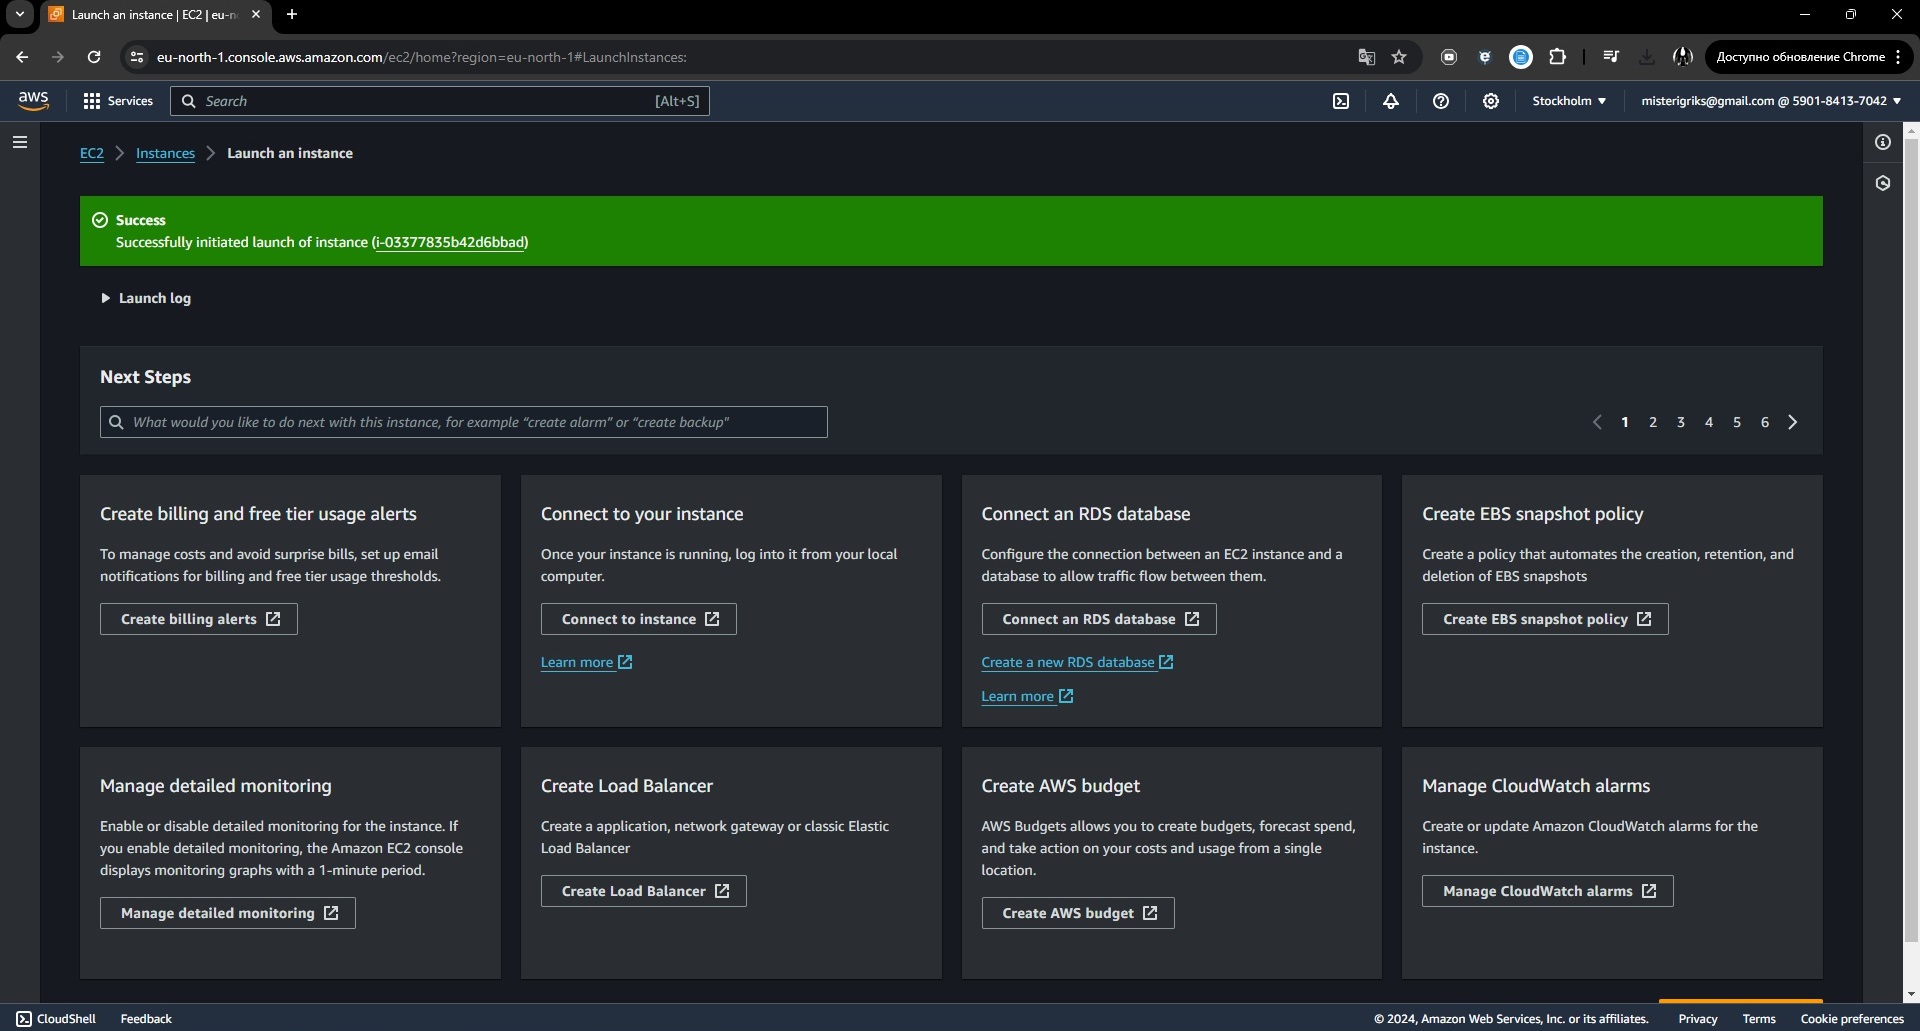 Launch an instance | EC2 | eu-n
eu-north-1.console.aws.amazon.com/ec2/home?region=eu-north-1#LaunchInstances:
Доступно обновление Chrome
aws
Services
Search
[Alt+S]
Stockholm
misterigriks@gmail.com @ 5901-8413-7042
EC2
Instances
Launch an instance
Success
Successfully initiated launch of instance (i-03377835b42d6bbad)
Launch log
Next Steps
What would you like to do next with this instance, for example “create alarm” or “create backup”
1 2 3 4 5 6
Create billing and free tier usage alerts
To manage costs and avoid surprise bills, set up email
notifications for billing and free tier usage thresholds.
Create billing alerts
Connect to your instance
Once your instance is running, log into it from your local
computer.
Connect to instance
Learn more
Connect an RDS database
Configure the connection between an EC2 instance and a
database to allow traffic flow between them.
Connect an RDS database
Create a new RDS database
Learn more
Create EBS snapshot policy
Create a policy that automates the creation, retention, and
deletion of EBS snapshots
Create EBS snapshot policy
Manage detailed monitoring
Enable or disable detailed monitoring for the instance. If
you enable detailed monitoring, the Amazon EC2 console
displays monitoring graphs with a 1-minute period.
Manage detailed monitoring
Create Load Balancer
Create a application, network gateway or classic Elastic
Load Balancer
Create Load Balancer
Create AWS budget
AWS Budgets allows you to create budgets, forecast spend,
and take action on your costs and usage from a single
location.
Create AWS budget
Manage CloudWatch alarms
Create or update Amazon CloudWatch alarms for the
instance.
Manage CloudWatch alarms
CloudShell
Feedback
© 2024, Amazon Web Services, Inc. or its affiliates.
Privacy
Terms
Cookie preferences